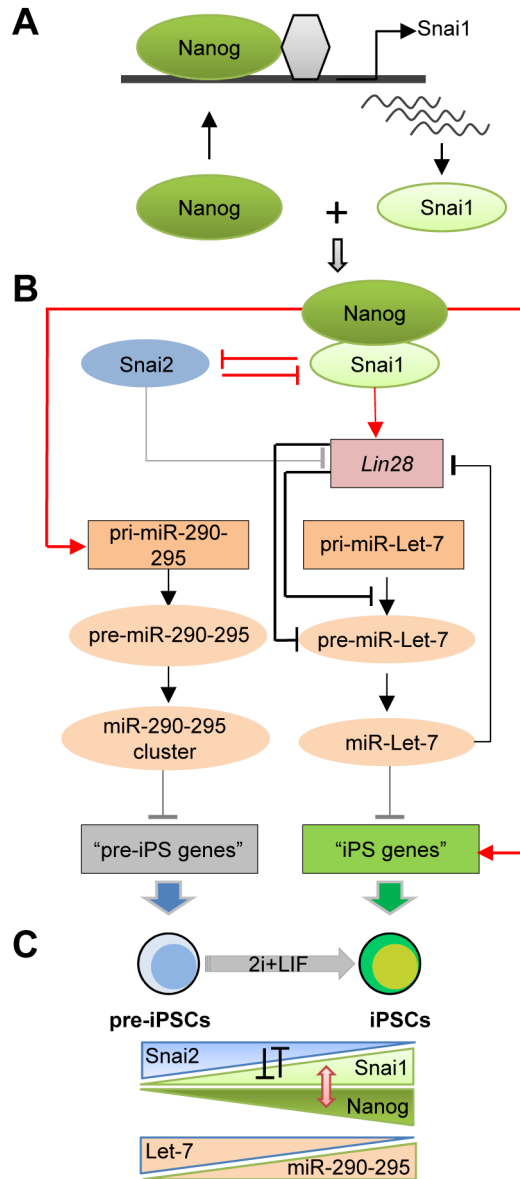 A
Nanog
Snai1
Nanog
+
Snai1
B
Nanog
Snai2
Snai1
Lin28
pri-miR-290-
295
pri-miR-Let-7
pre-miR-290-295
pre-miR-Let-7
miR-290-295
cluster
miR-Let-7
“pre-iPS genes”
“iPS genes”
C
2i+LIF
pre-iPSCs
iPSCs
Snai2
Snai1
Nanog
Let-7
miR-290-295